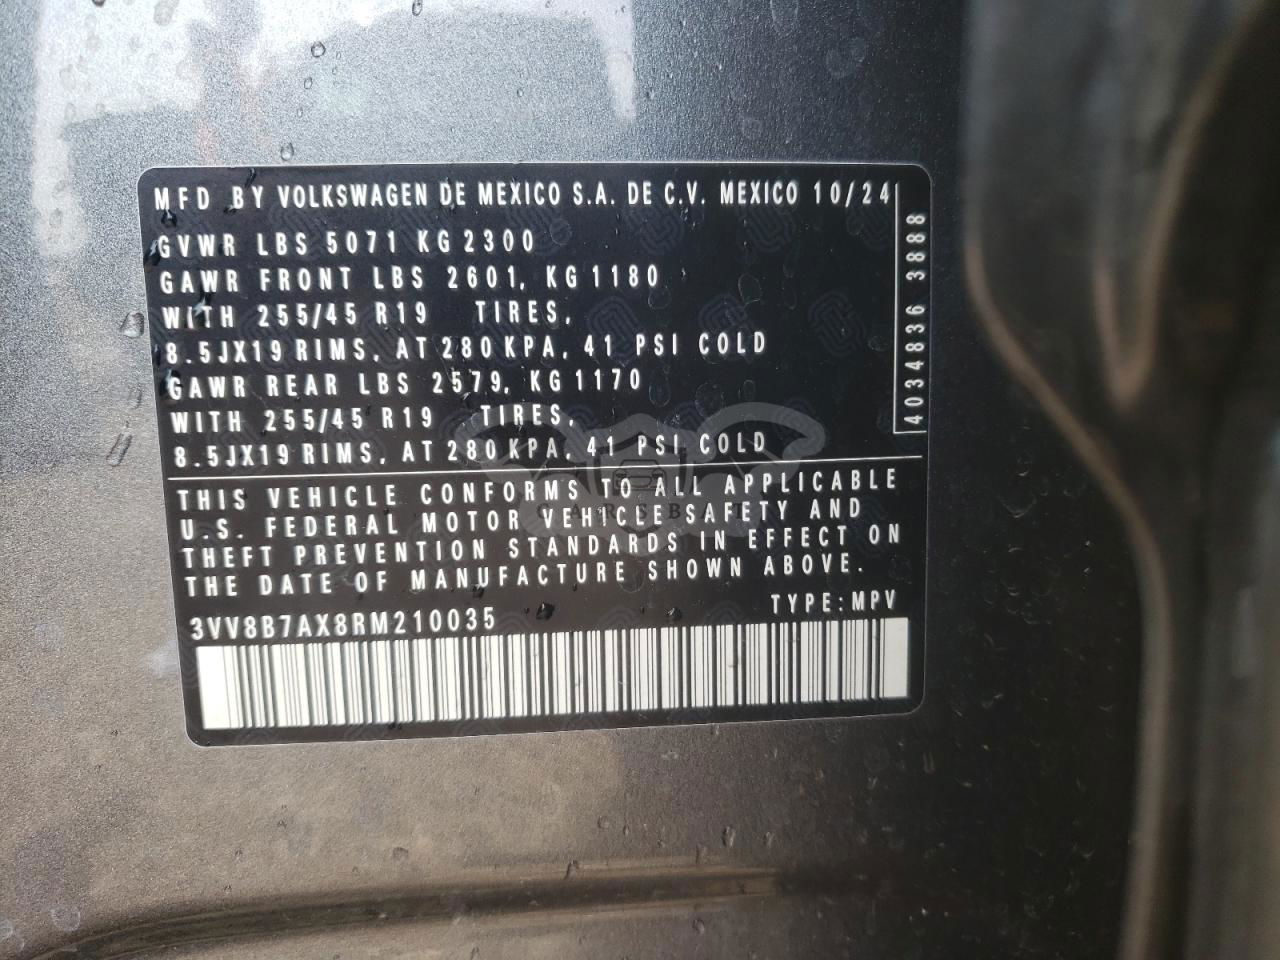 MFD BY VOLKSWAGEN DE MEXICO S.A. DE C.V. MEXICO 10/24
GVWR LBS 5071 KG 2300
GAWR FRONT LBS 2601, KG 1180
WITH 255/45 R19 TIRES,
8.5JX19 RIMS, AT 280 KPA, 41 PSI COLD
GAWR REAR LBS 2579, KG 1170
WITH 255/45 R19 TIRES,
8.5JX19 RIMS, AT 280 KPA, 41 PSI COLD
4034836 3888
THIS VEHICLE CONFORMS TO ALL APPLICABLE
U.S. FEDERAL MOTOR VEHICLE SAFETY AND
THEFT PREVENTION STANDARDS IN EFFECT ON
THE DATE OF MANUFACTURE SHOWN ABOVE.
3VV8B7AX8RM210035 TYPE:MPV